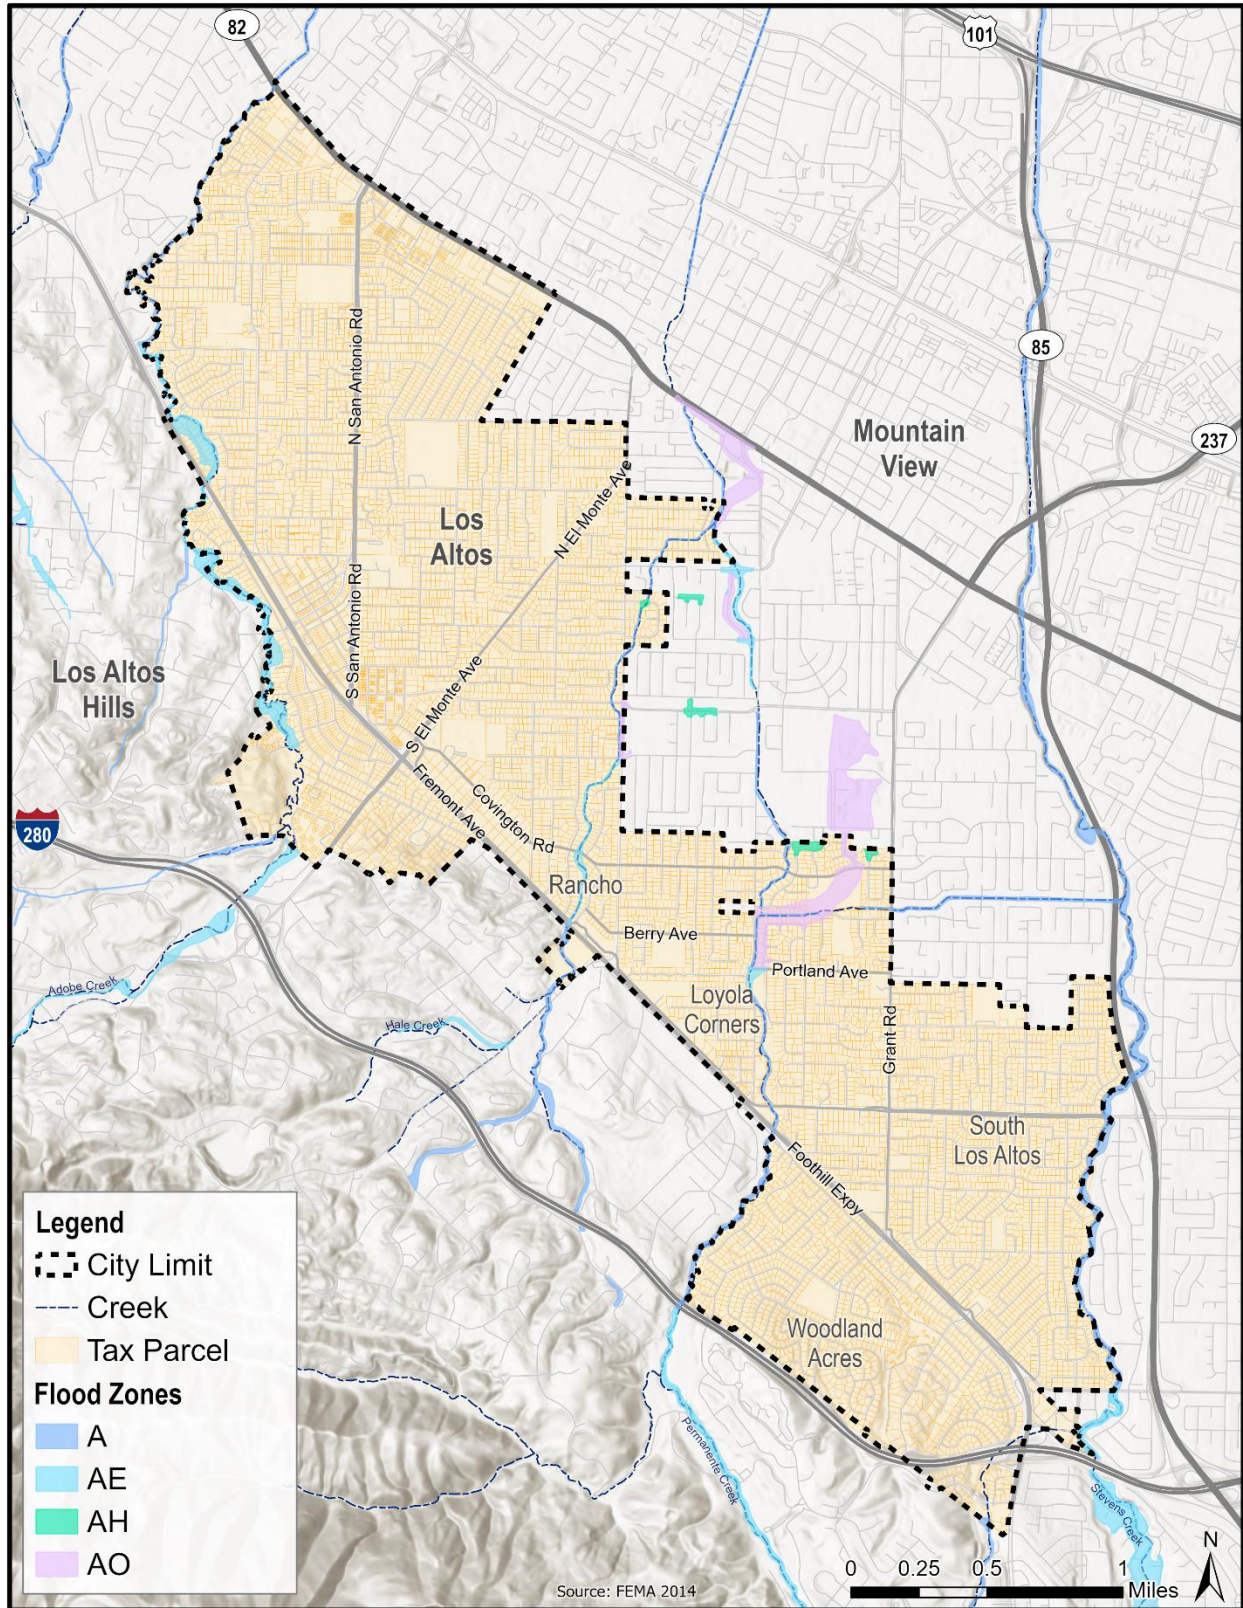 82
101
N San Antonio Rd
85
237
Mountain
View
Los
Altos
N El Monte Ave
S San Antonio Rd
Los Altos
Hills
S El Monte Ave
280
Fremont Ave
Covington Rd
Rancho
Berry Ave
Portland Ave
Adobe Creek
Hale Creek
Loyola
Corners
Grant Rd
South
Los Altos
Foothill Expy
Woodland
Acres
Permanente Creek
Stevens Creek
Legend
City Limit
Creek
Tax Parcel
Flood Zones
A
AE
AH
AO
Source: FEMA 2014
0 0.25 0.5 1
Miles
N